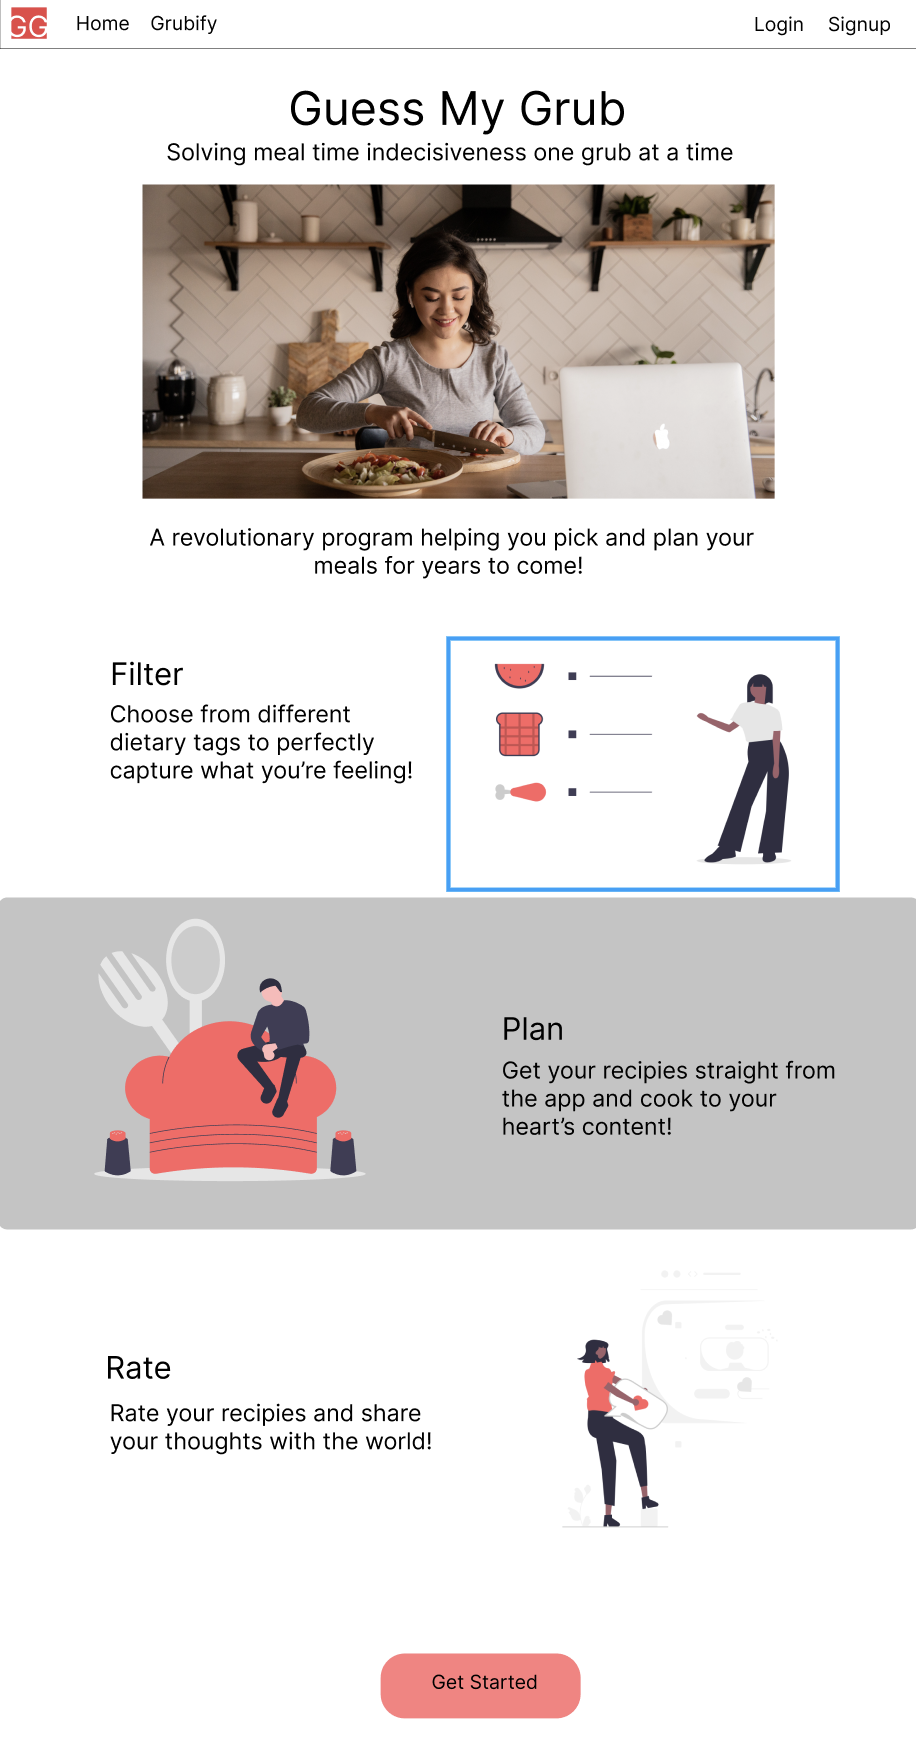 GG Home Grubify Login Signup
Guess My Grub
Solving meal time indecisiveness one grub at a time
A revolutionary program helping you pick and plan your
meals for years to come!
Filter
Choose from different
dietary tags to perfectly
capture what you’re feeling!
Plan
Get your recipies straight from
the app and cook to your
heart’s content!
Rate
Rate your recipies and share
your thoughts with the world!
Get Started